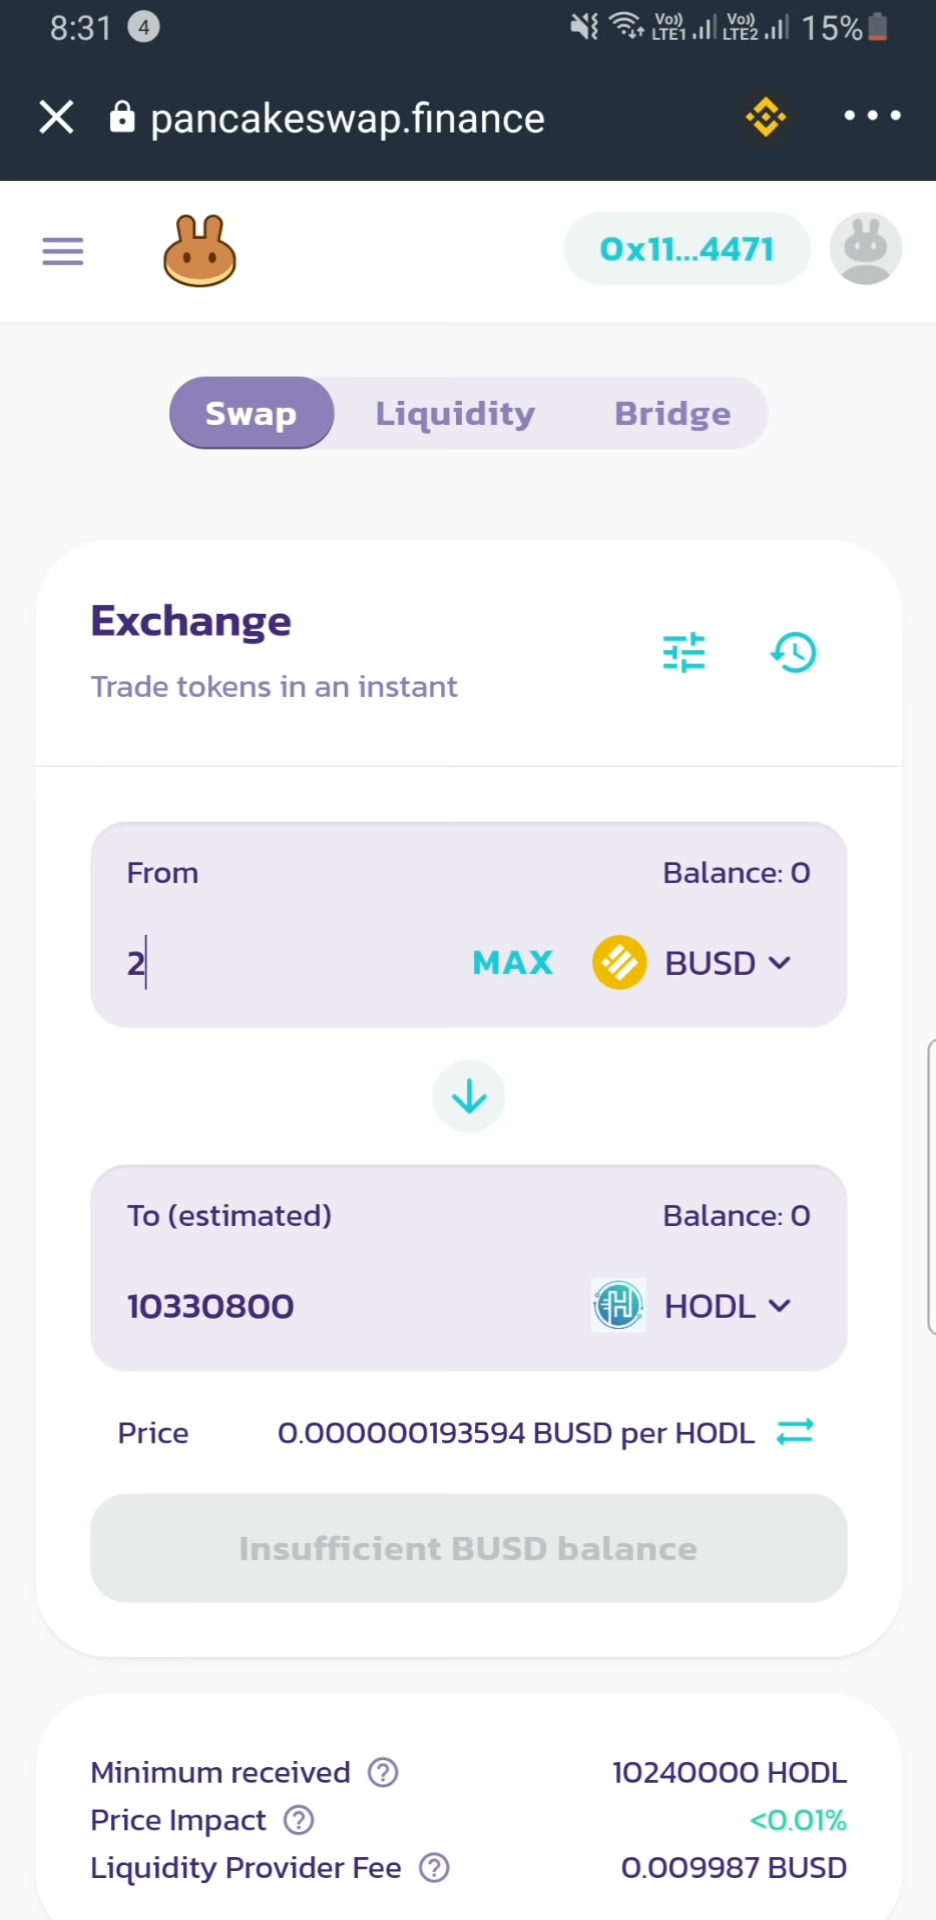 8:31 4 Vo)) LTE1 Vo)) LTE2 15%
pancakeswap.finance
0x11...4471
Swap Liquidity Bridge
Exchange
Trade tokens in an instant
From Balance: 0
2 MAX BUSD
To (estimated) Balance: 0
10330800 HODL
Price 0.000000193594 BUSD per HODL
Insufficient BUSD balance
Minimum received ? 10240000 HODL
Price Impact ? <0.01%
Liquidity Provider Fee ? 0.009987 BUSD